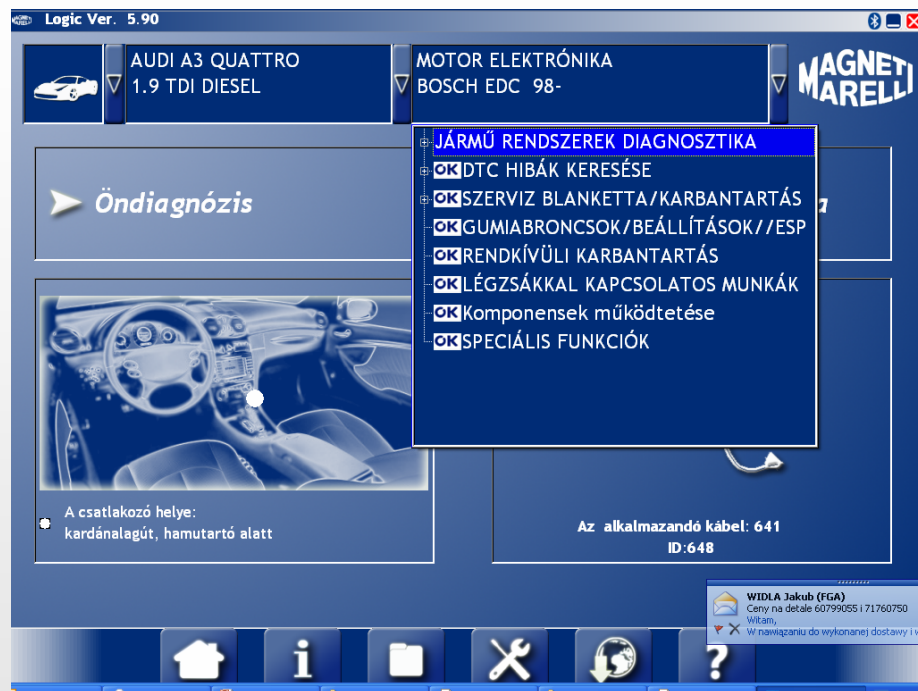 Logic Ver. 5.90
AUDI A3 QUATTRO
1.9 TDI DIESEL
MOTOR ELEKTRÓNIKA
BOSCH EDC 98-
MAGNETI
MARELLI
JÁRMŰ RENDSZEREK DIAGNOSZTIKA
OK DTC HIBÁK KERESÉSE
OK SZERVIZ BLANKETTA/KARBANTARTÁS
OK GUMIABRONCSOK/BEÁLLÍTÁSOK//ESP
OK RENDKÍVÜLI KARBANTARTÁS
OK LÉGZSÁKKAL KAPCSOLATOS MUNKÁK
OK Komponensek működtetése
OK SPECIÁLIS FUNKCIÓK
Öndiagnózis
a
A csatlakozó helye:
kardánalagút, hamutartó alatt
Az alkalmazandó kábel: 641
ID:648
WIDLA Jakub (FGA)
Ceny na detale 60799055 i 71760750
Witam,
W nawiązaniu do wykonanej dostawy i w
i
?